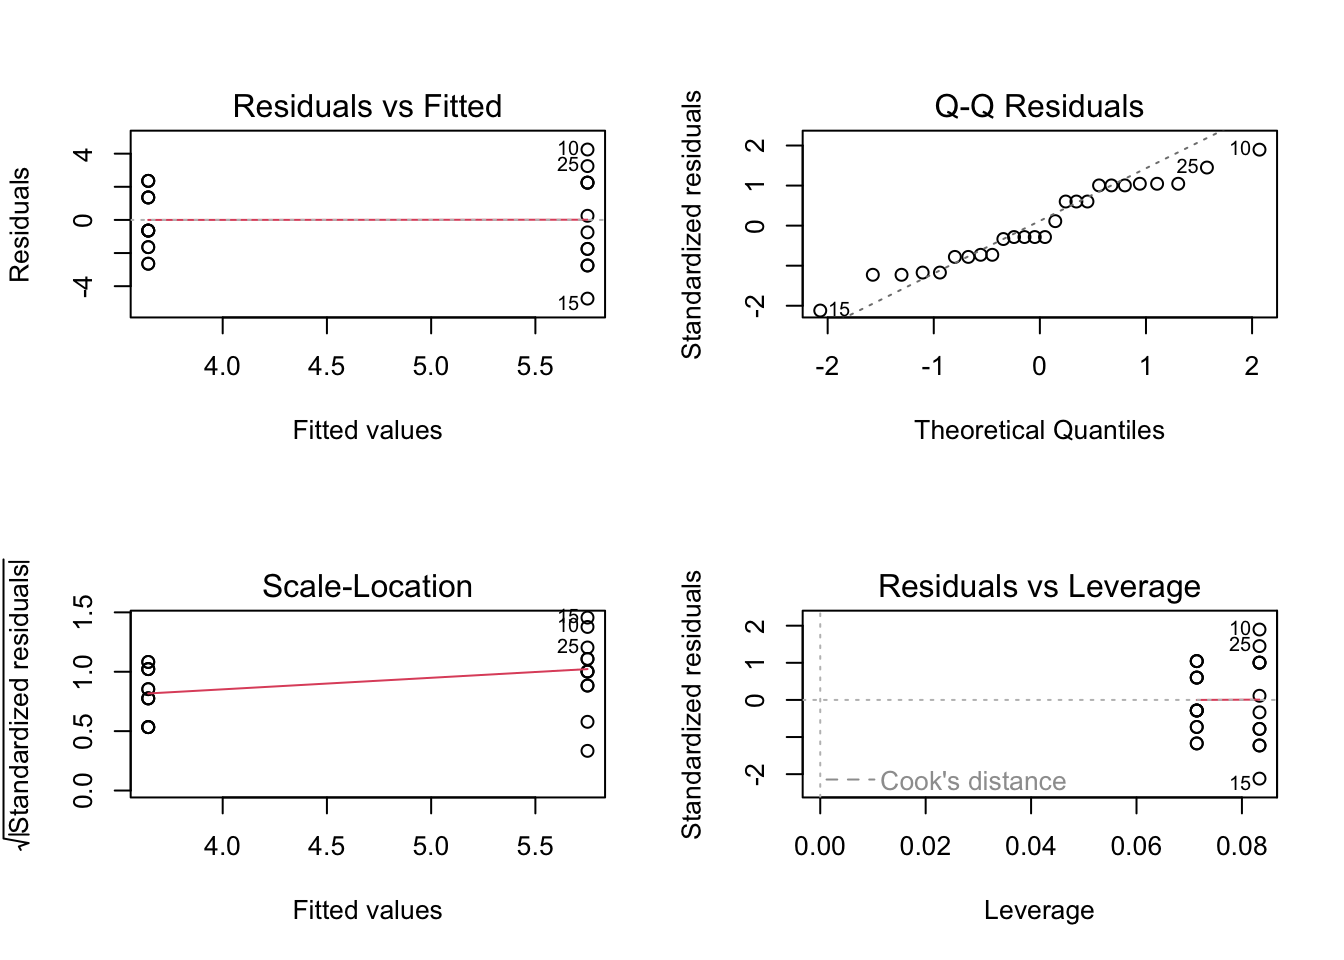 Residuals vs Fitted
Residuals
4
0
-4
10
25
15
4.0 4.5 5.0 5.5
Fitted values
Q-Q Residuals
Standardized residuals
2
1
0
-2
10
25
15
-2 -1 0 1 2
Theoretical Quantiles
Scale-Location
√|Standardized residuals|
1.5
1.0
0.5
0.0
15
10
25
4.0 4.5 5.0 5.5
Fitted values
Residuals vs Leverage
Standardized residuals
2
1
0
-2
10
25
15
Cook's distance
0.00 0.02 0.04 0.06 0.08
Leverage